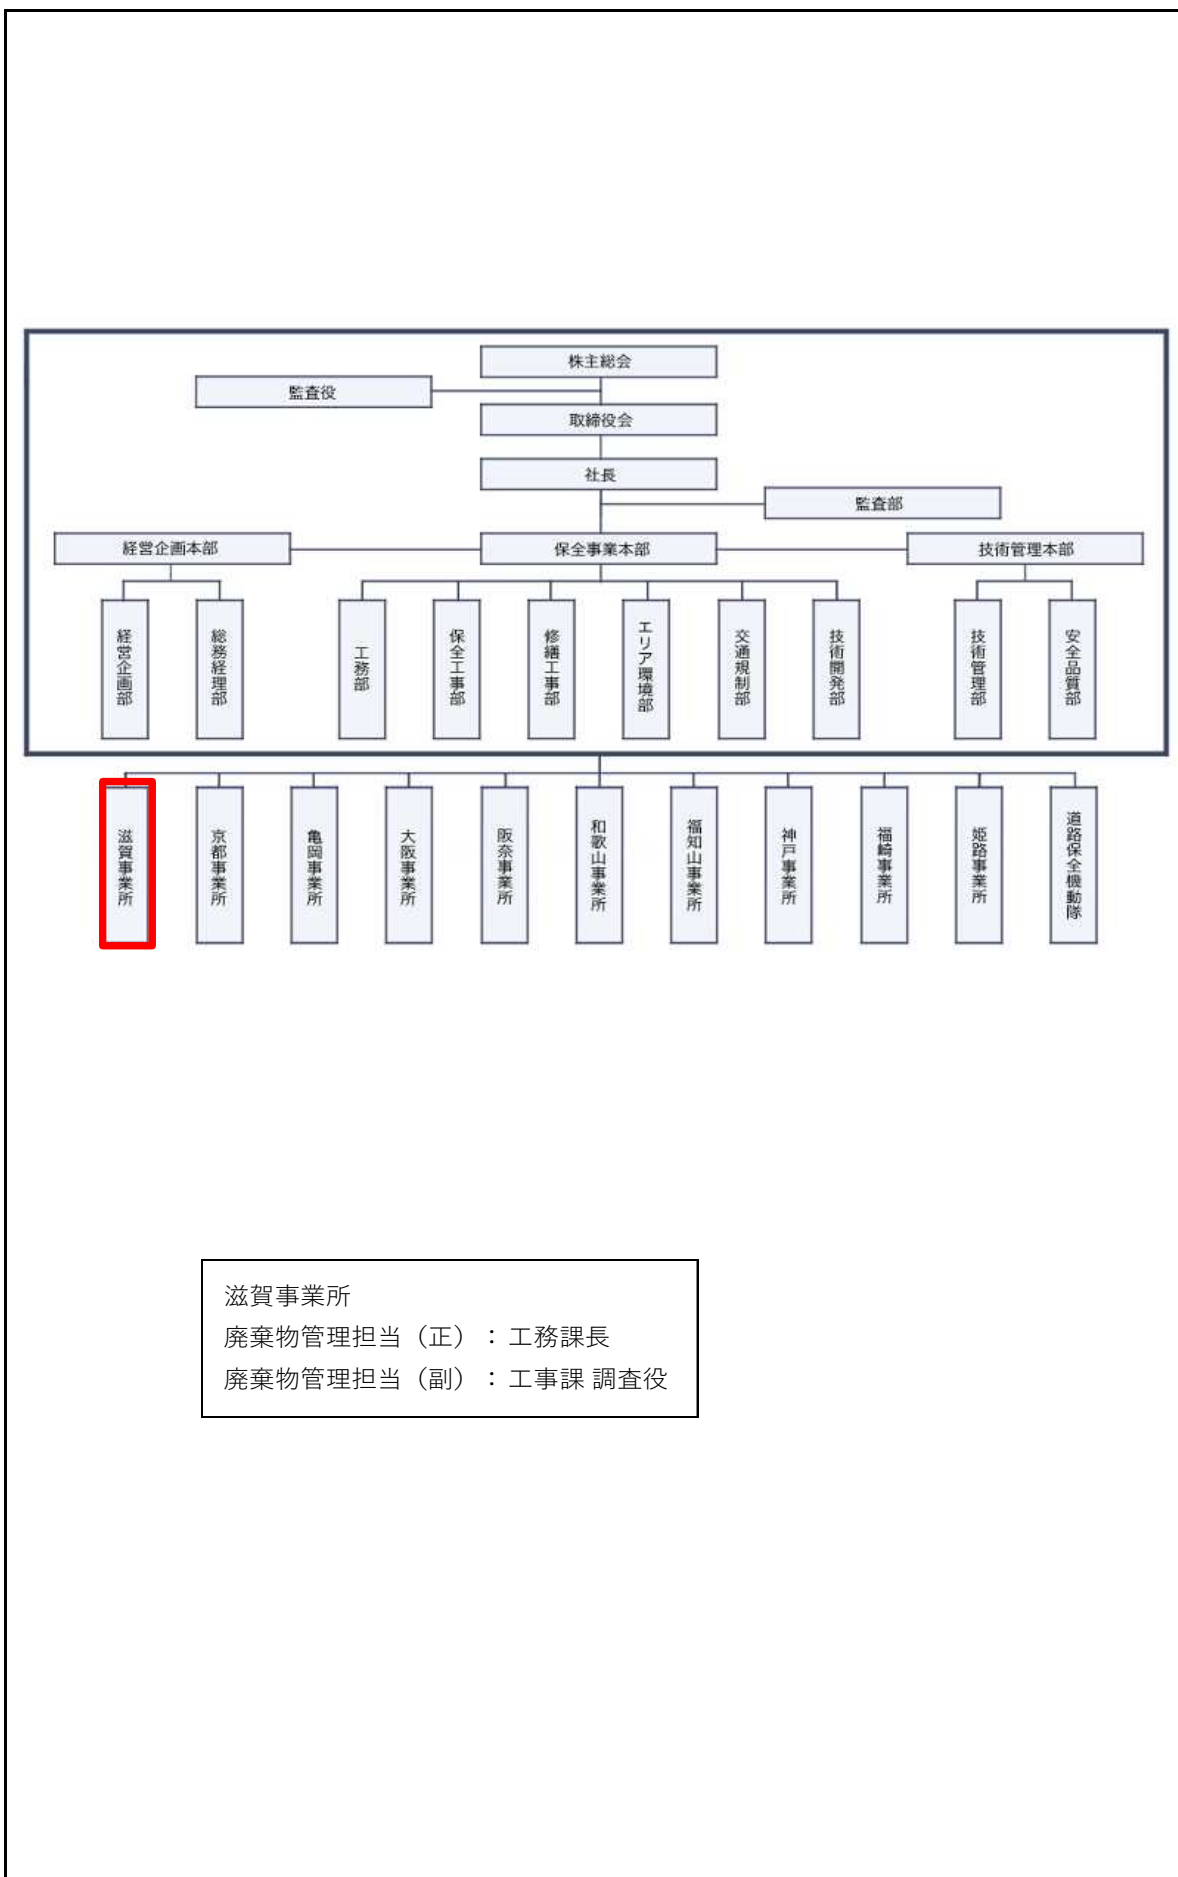 株主総会
監査役
取締役会
社長
監査部
経営企画本部
保全事業本部
技術管理本部
経営企画部
総務経理部
工務部
保全工事部
修繕工事部
エリア環境部
交通規制部
技術開発部
技術管理部
安全品質部
滋賀事業所
京都事業所
亀岡事業所
大阪事業所
阪奈事業所
和歌山事業所
福知山事業所
神戸事業所
福崎事業所
姫路事業所
道路保全機動隊
滋賀事業所
廃棄物管理担当（正）：工務課長
廃棄物管理担当（副）：工事課 調査役